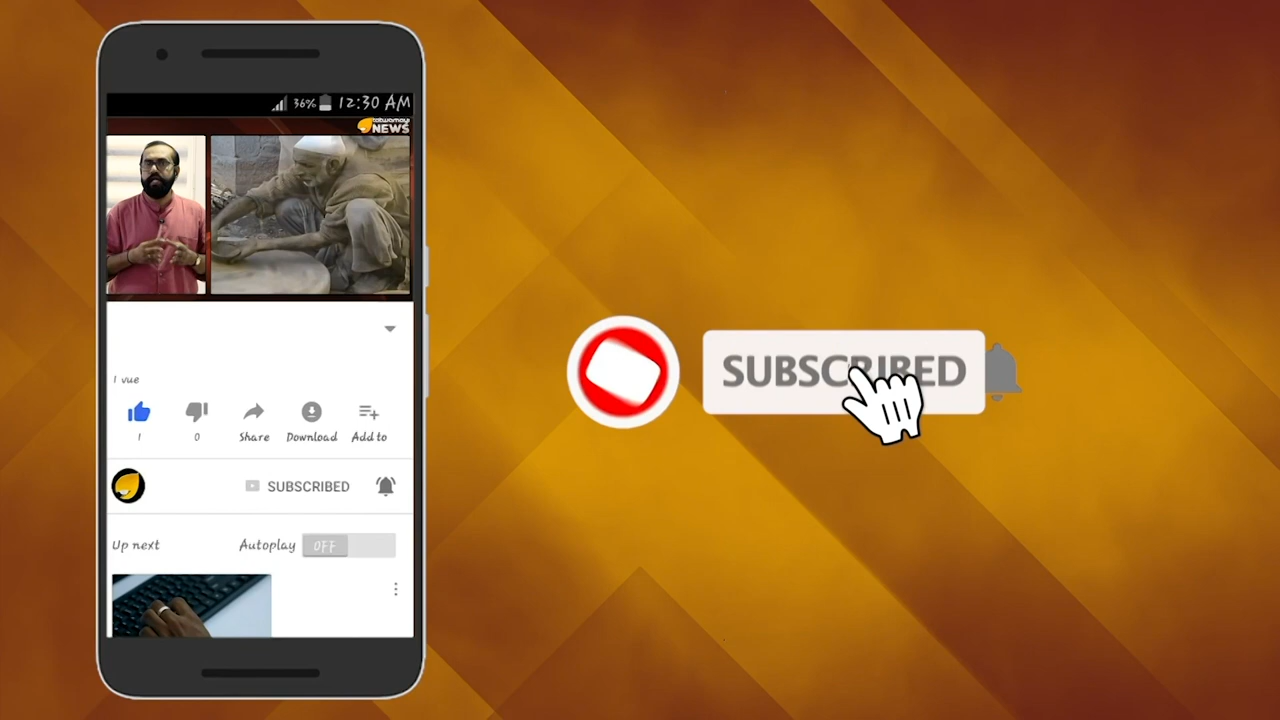 36% 12:30 AM
tatwamayi
NEWS
1 vue
1
0
Share
Download
Add to
SUBSCRIBED
Up next
Autoplay
OFF
SUBSCRIBED